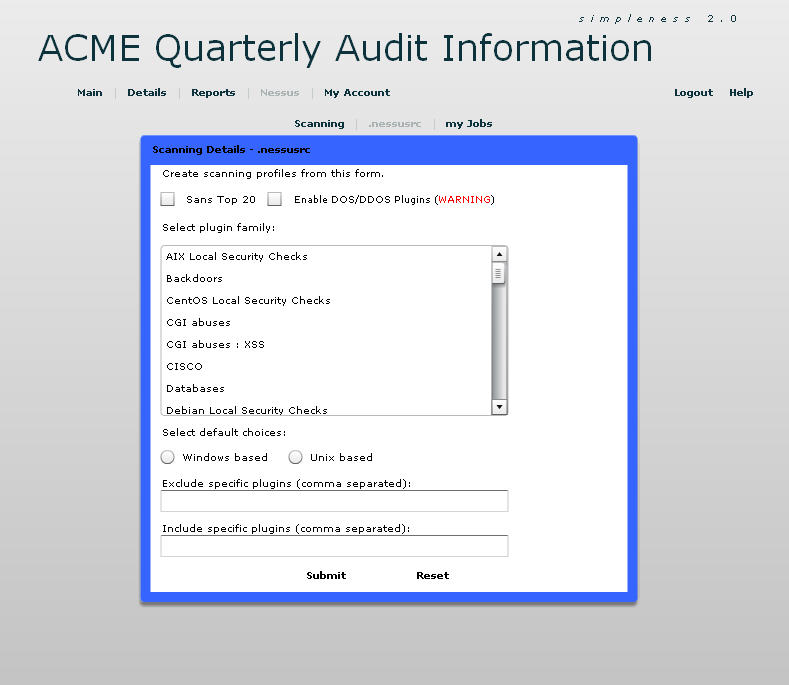 simpleness 2.0
ACME Quarterly Audit Information
Main Details Reports Nessus My Account Logout Help
Scanning .nessusrc my Jobs
Scanning Details - .nessusrc
Create scanning profiles from this form.
Sans Top 20 Enable DOS/DDOS Plugins (WARNING)
Select plugin family:
AIX Local Security Checks
Backdoors
CentOS Local Security Checks
CGI abuses
CGI abuses : XSS
CISCO
Databases
Debian Local Security Checks
Select default choices:
Windows based Unix based
Exclude specific plugins (comma separated):
Include specific plugins (comma separated):
Submit Reset